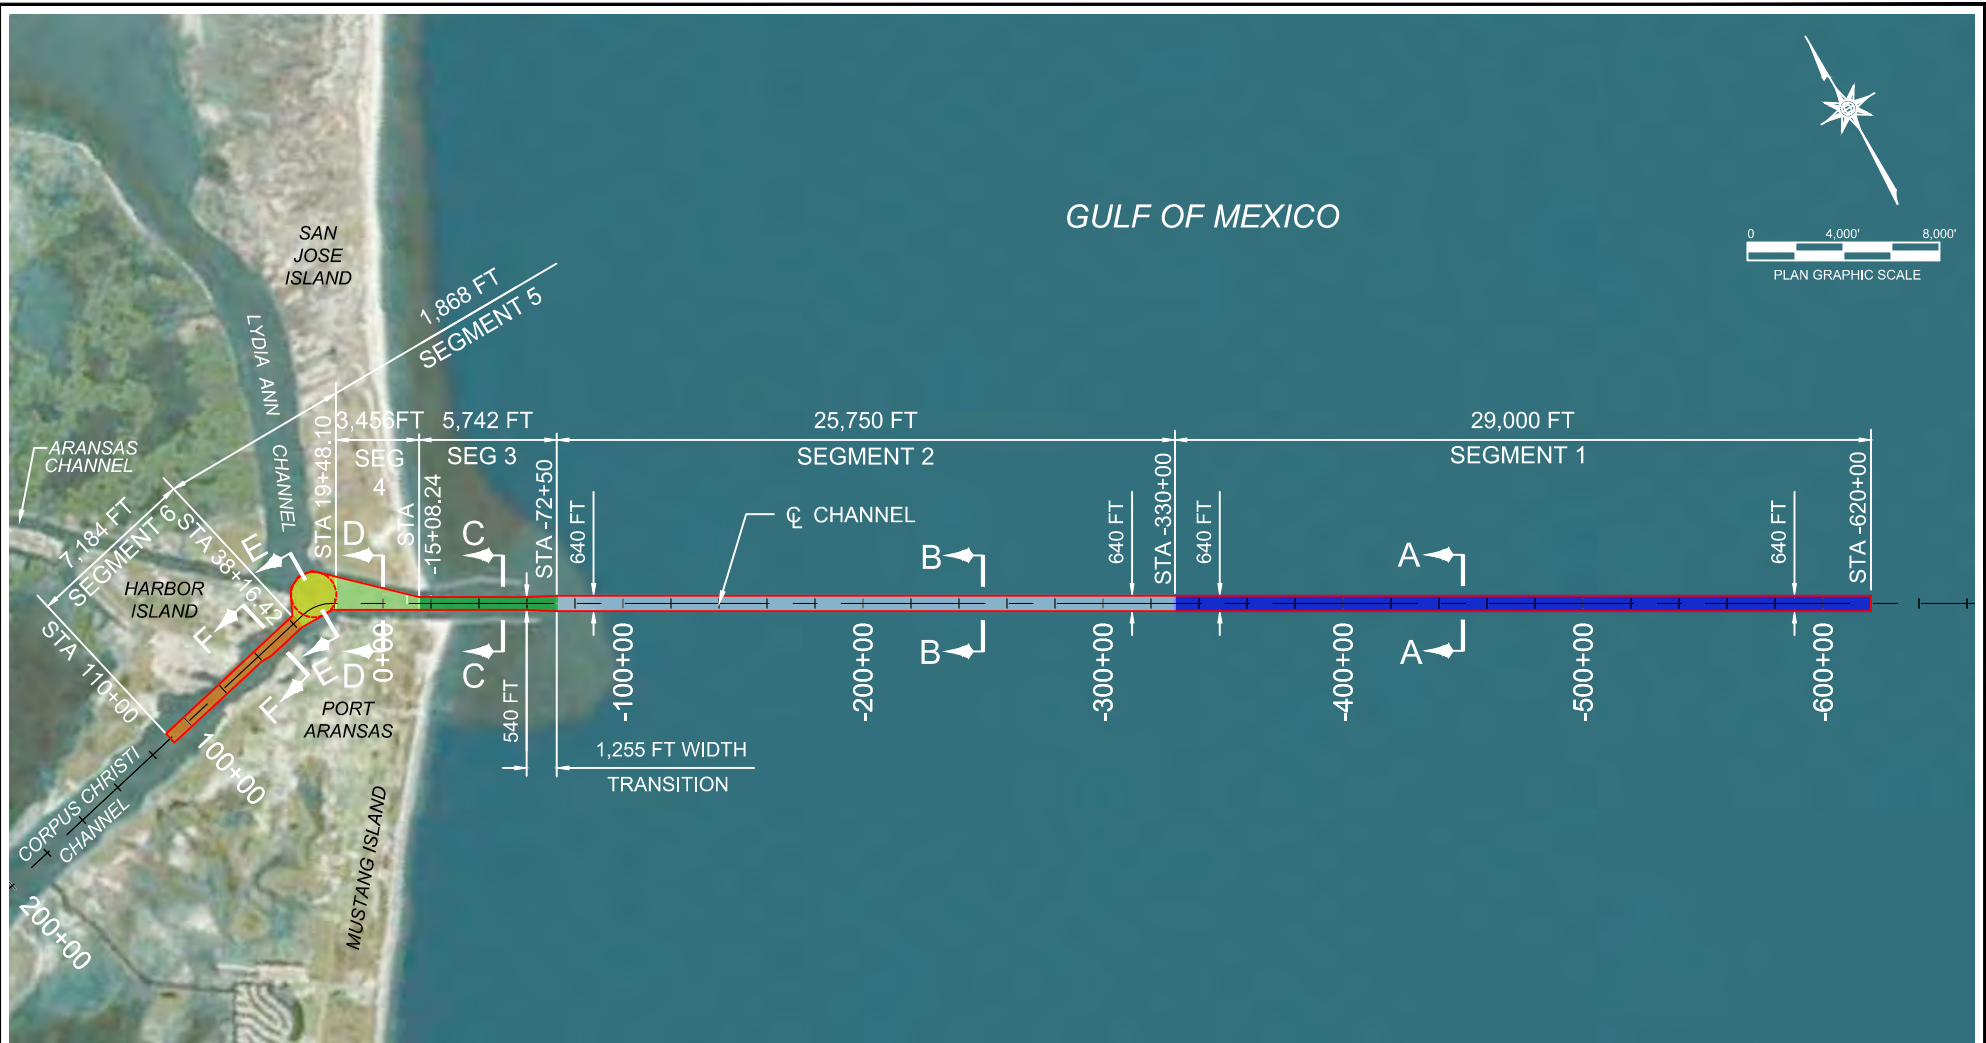 GULF OF MEXICO
0 4,000' 8,000'
PLAN GRAPHIC SCALE
SAN
JOSE
ISLAND
1,868 FT
SEGMENT 5
LYDIA ANN
CHANNEL
ARANSAS
CHANNEL
7,184 FT
SEGMENT 6
STA 38+16.42
STA 110+00
HARBOR
ISLAND
STA 19+48.10
3,456FT
SEG
4
STA
-15+08.24
5,742 FT
SEG 3
STA -72+50
25,750 FT
SEGMENT 2
STA -330+00
29,000 FT
SEGMENT 1
STA -620+00
640 FT
640 FT
640 FT
640 FT
℄ CHANNEL
E
D
C
B
A
F
F
E
D
C
B
A
0+00
-100+00
-200+00
-300+00
-400+00
-500+00
-600+00
540 FT
1,255 FT WIDTH
TRANSITION
PORT
ARANSAS
100+00
CORPUS CHRISTI
CHANNEL
200+00
MUSTANG ISLAND